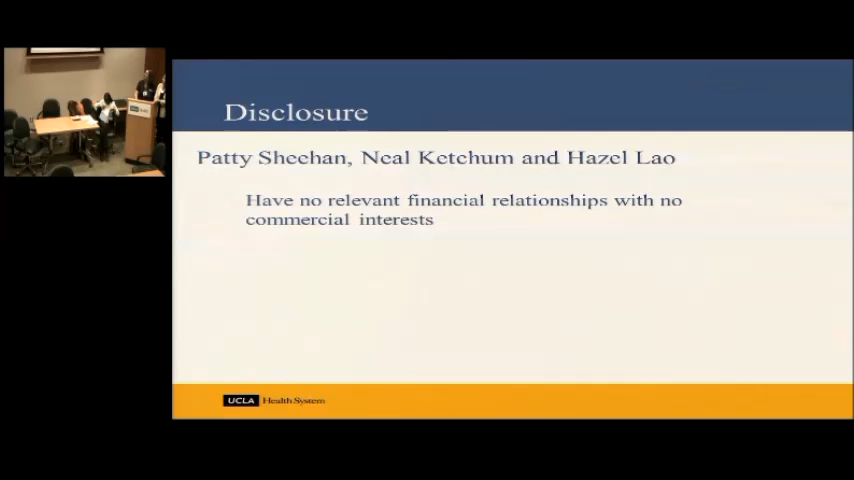 Disclosure
Patty Sheehan, Neal Ketchum and Hazel Lao
Have no relevant financial relationships with no
commercial interests
UCLA Health System